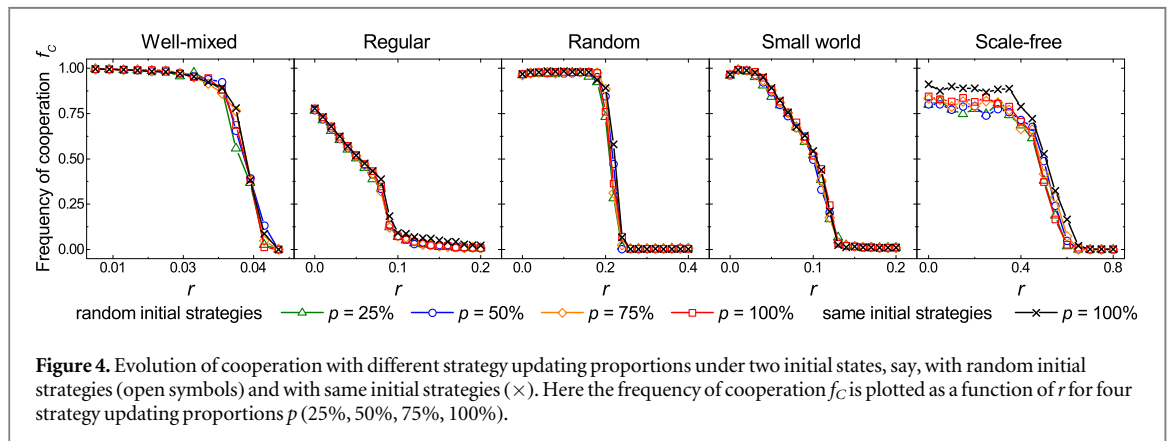 Well-mixed Regular Random Small world Scale-free
Frequency of cooperation f_C
1.00
0.75
0.50
0.25
0.00
0.01 0.03 0.04 0.0 0.1 0.2 0.0 0.2 0.4 0.0 0.1 0.2 0.0 0.4 0.8
r r r r r
random initial strategies p = 25% p = 50% p = 75% p = 100% same initial strategies p = 100%
Figure 4. Evolution of cooperation with different strategy updating proportions under two initial states, say, with random initial
strategies (open symbols) and with same initial strategies (×). Here the frequency of cooperation f_C is plotted as a function of r for four
strategy updating proportions p (25%, 50%, 75%, 100%).